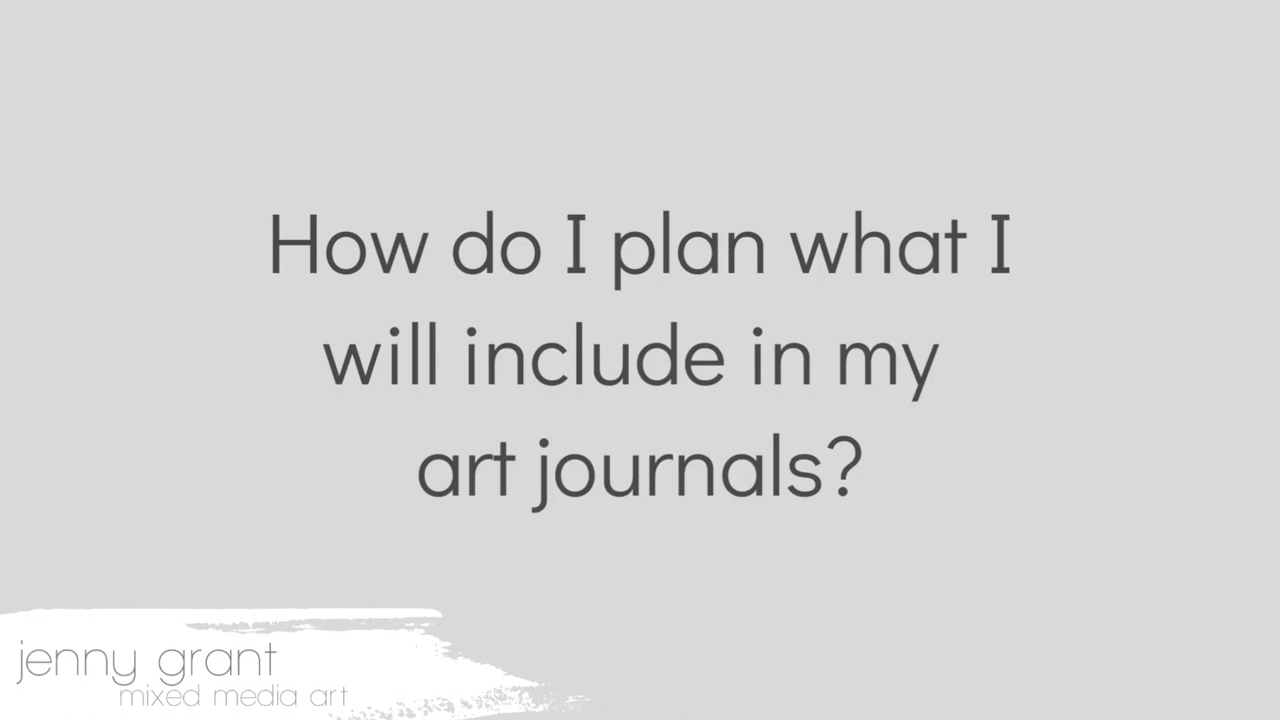 How do I plan what I
will include in my
art journals?
jenny grant
mixed media art